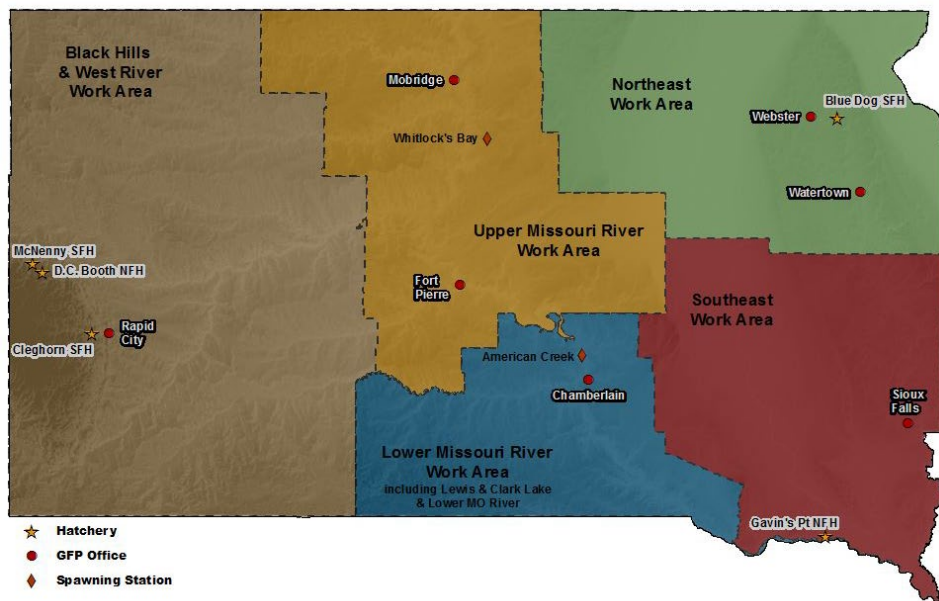 Black Hills
& West River
Work Area
Mobridge
Whitlock's Bay
Northeast
Work Area
Blue Dog SFH
Webster
Watertown
Upper Missouri River
Work Area
McNenny SFH
D.C. Booth NFH
Fort
Pierre
Southeast
Work Area
Rapid
City
Cleghorn SFH
American Creek
Chamberlain
Sioux
Falls
Lower Missouri River
Work Area
including Lewis & Clark Lake
& Lower MO River
Gavin's Pt NFH
Hatchery
GFP Office
Spawning Station